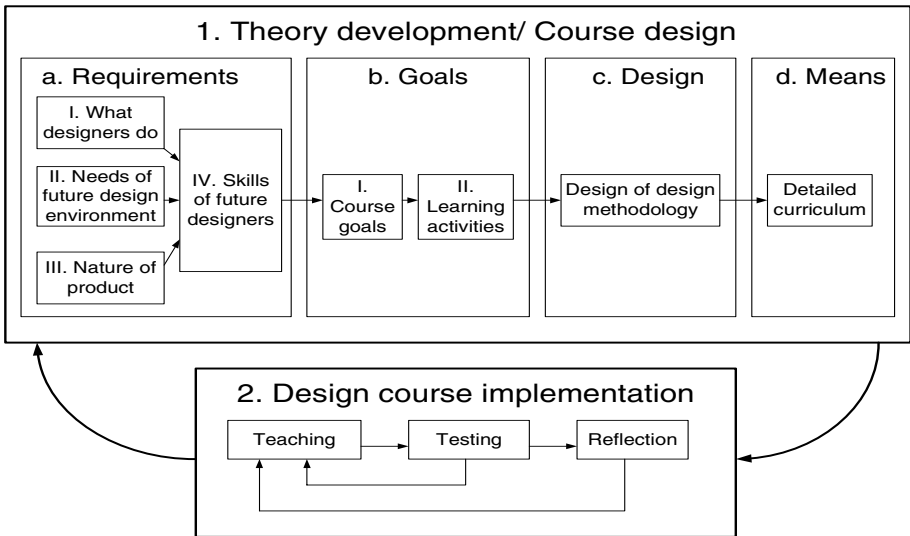 1. Theory development/ Course design
a. Requirements
I. What
designers do
II. Needs of
future design
environment
III. Nature of
product
IV. Skills
of future
designers
b. Goals
I.
Course
goals
II.
Learning
activities
c. Design
Design of design
methodology
d. Means
Detailed
curriculum
2. Design course implementation
Teaching
Testing
Reflection